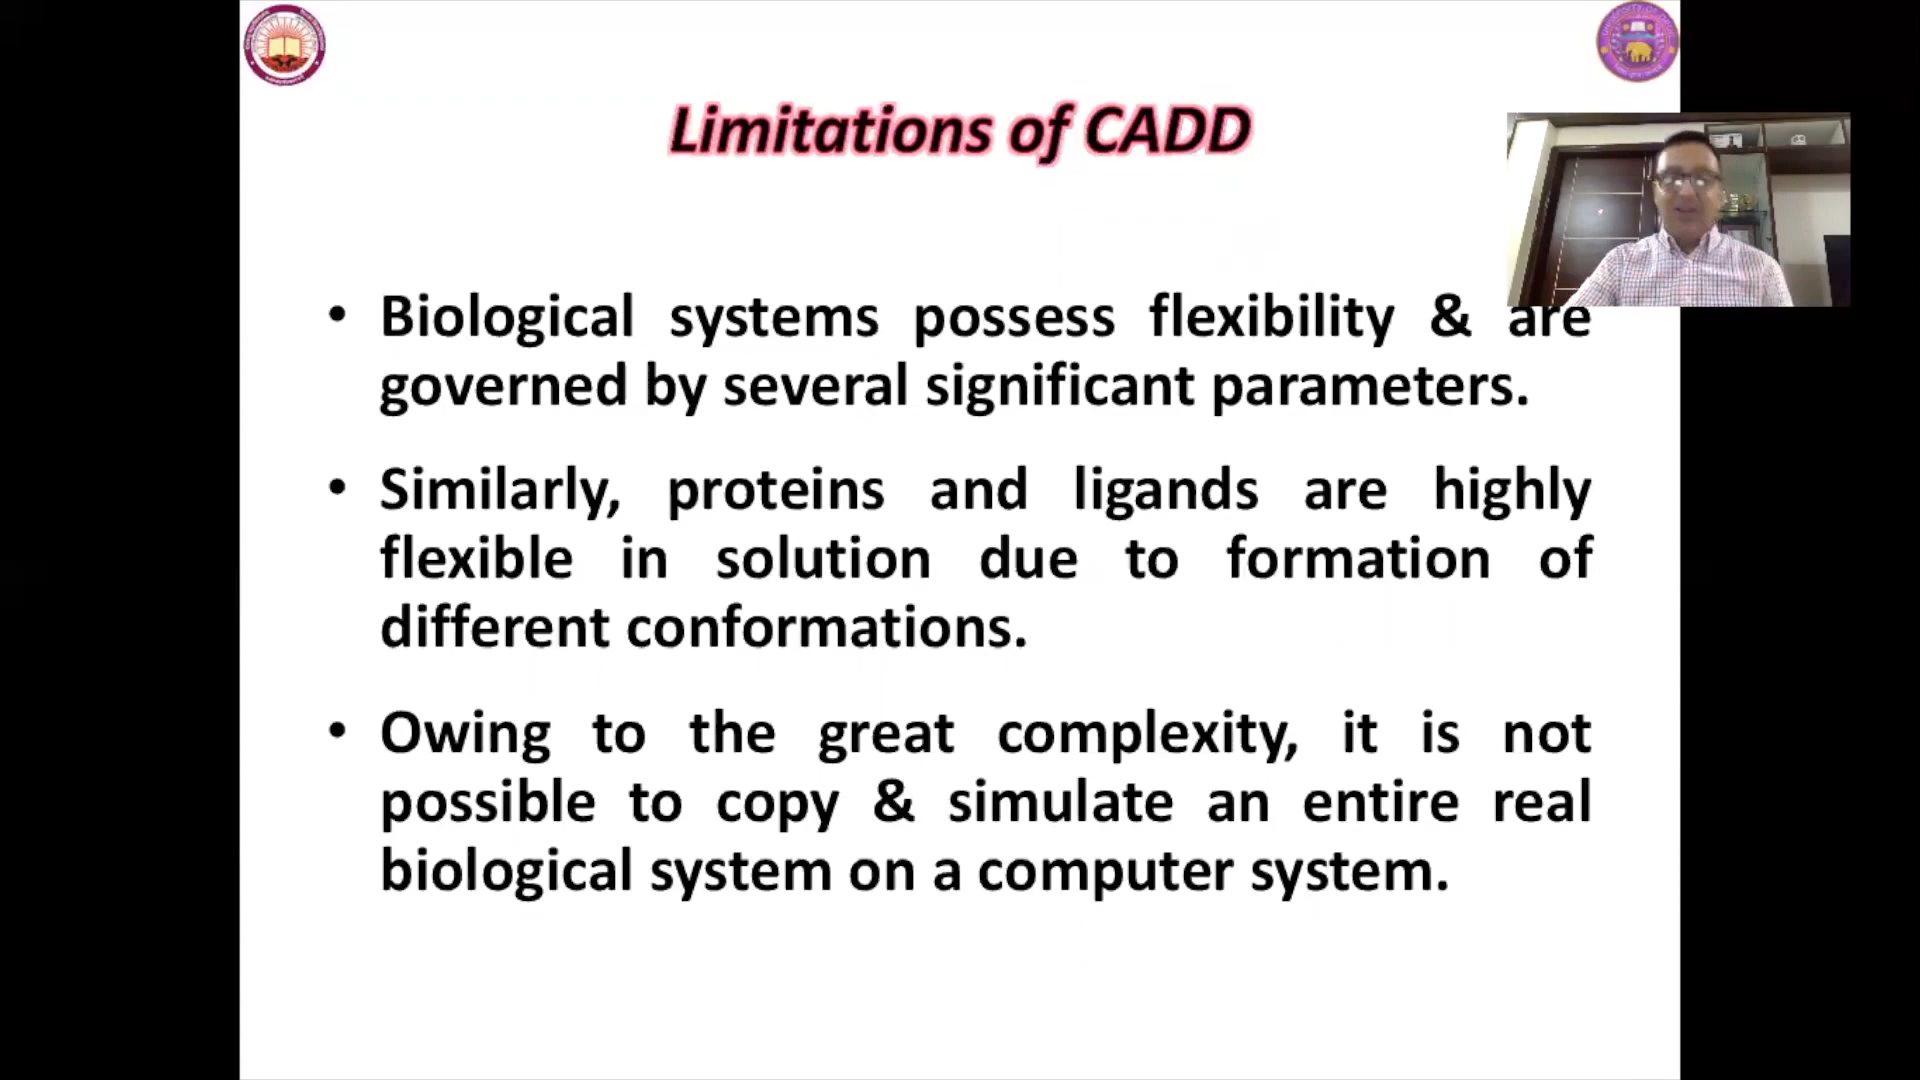 Limitations of CADD
• Biological systems possess flexibility & are
governed by several significant parameters.
• Similarly, proteins and ligands are highly
flexible in solution due to formation of
different conformations.
• Owing to the great complexity, it is not
possible to copy & simulate an entire real
biological system on a computer system.